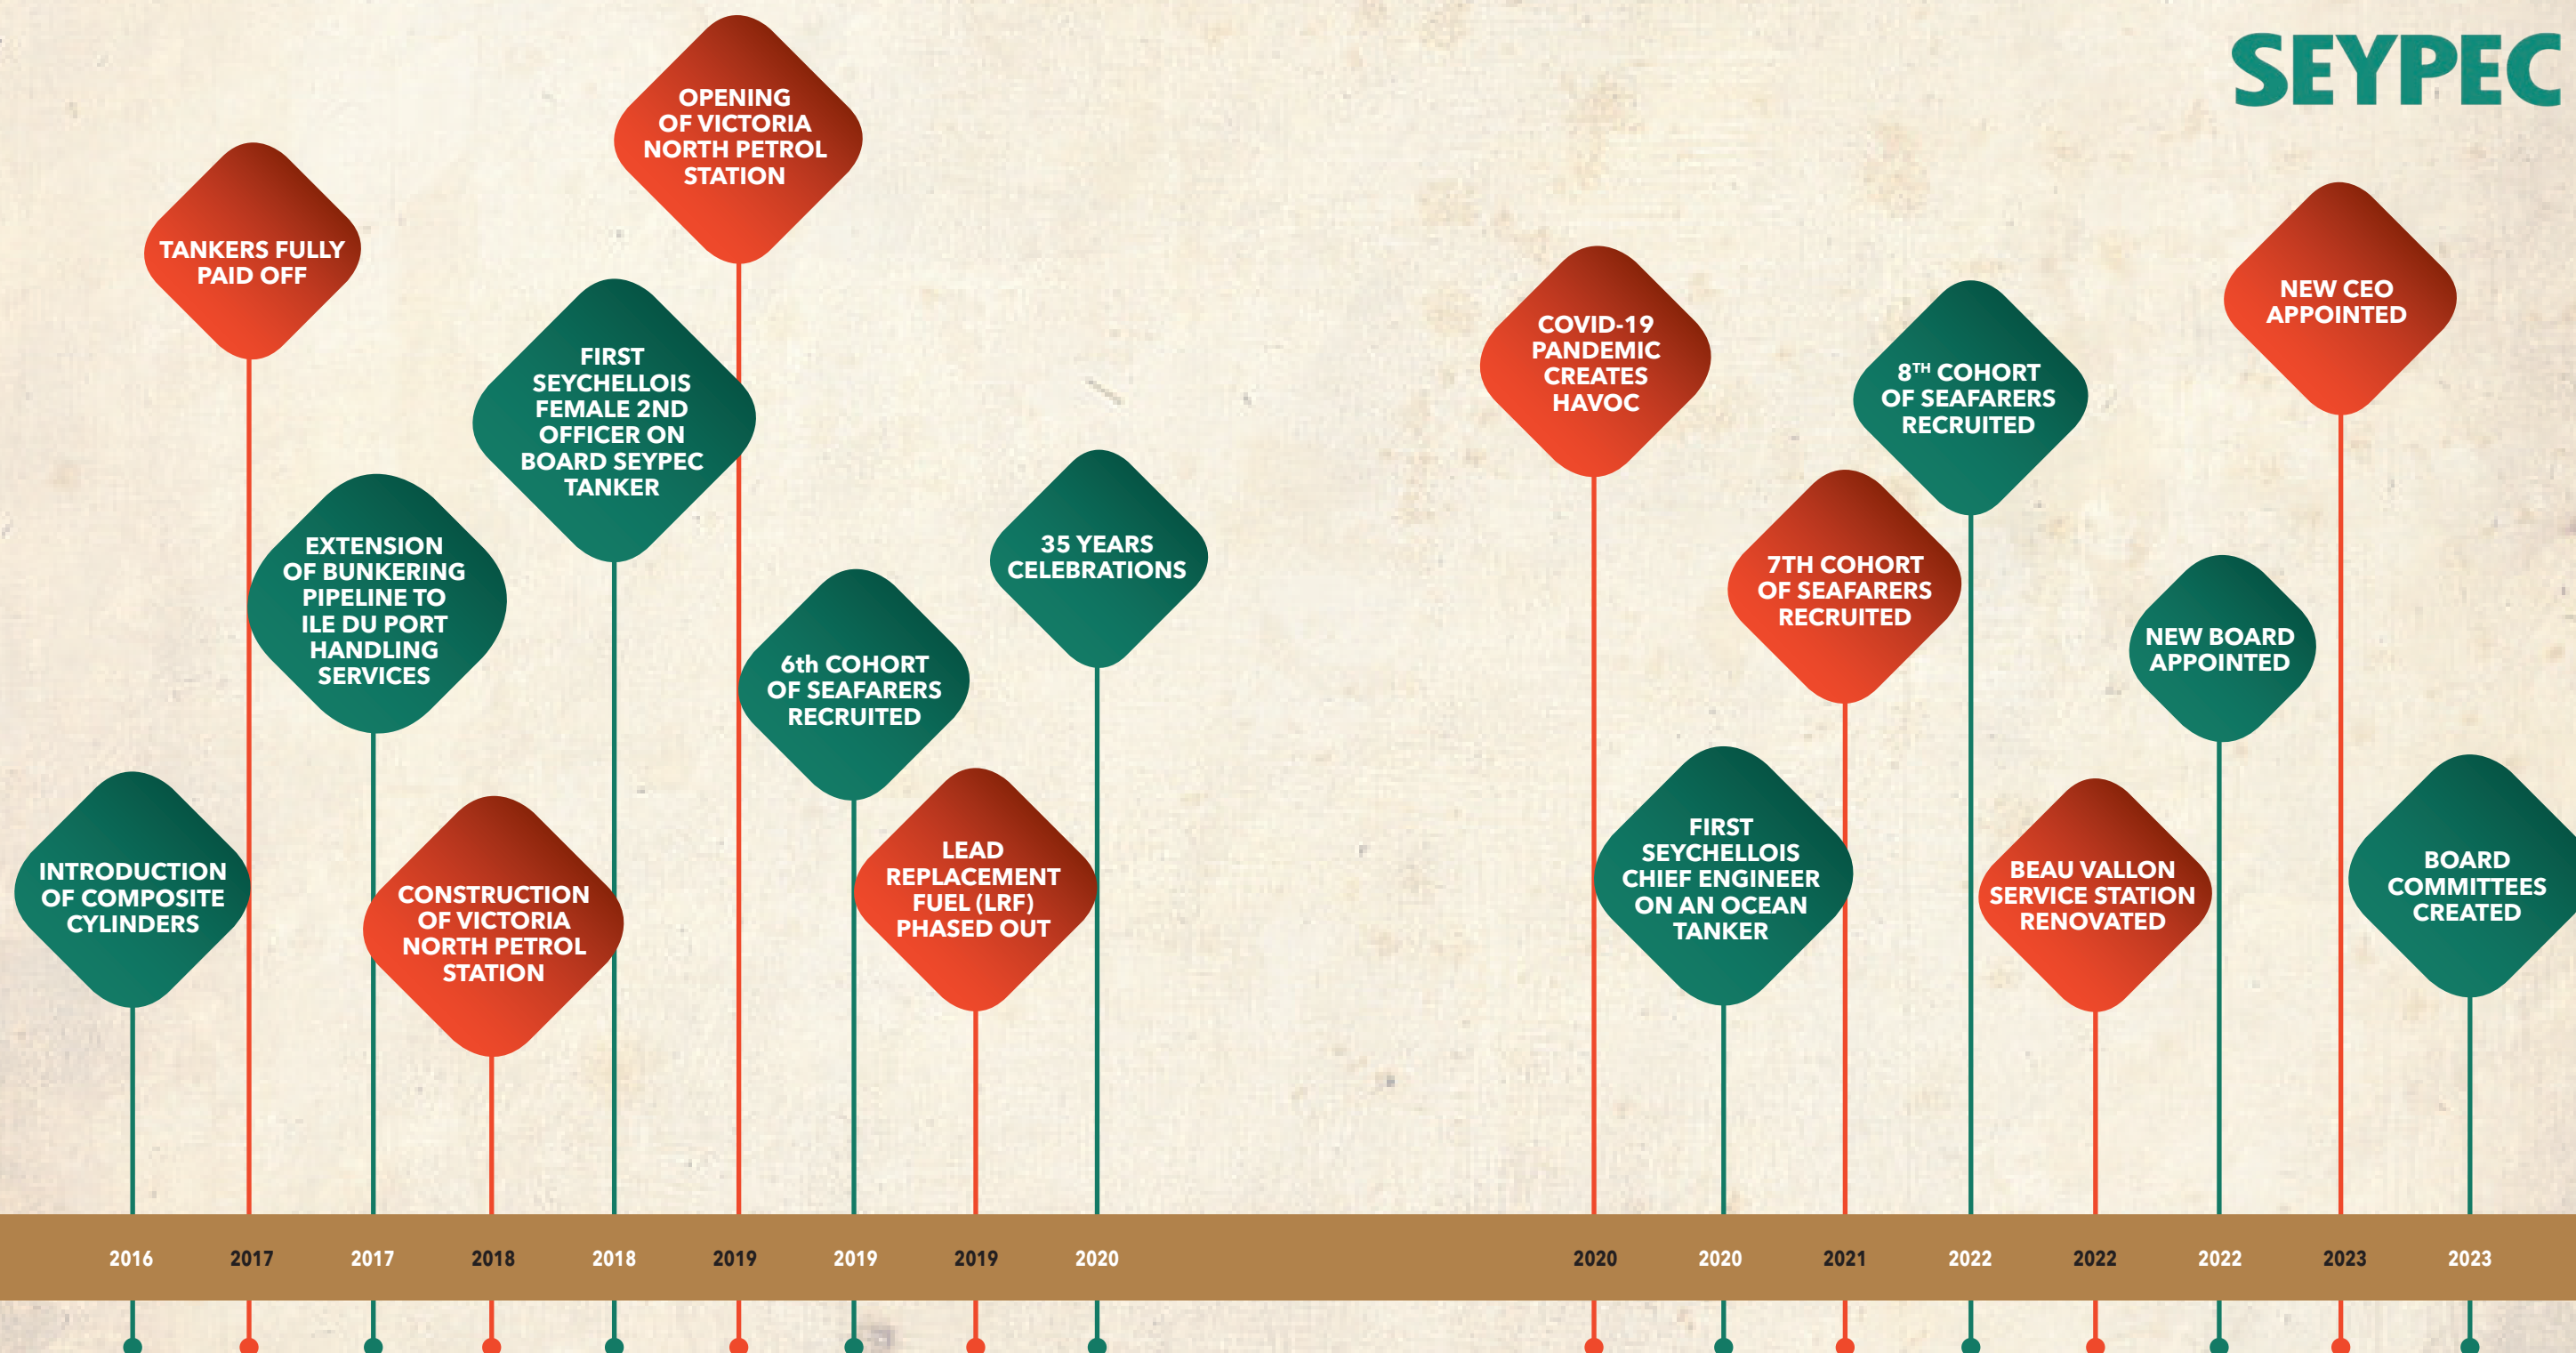 SEYPEC
TANKERS FULLY
PAID OFF
OPENING
OF VICTORIA
NORTH PETROL
STATION
FIRST
SEYCHELLOIS
FEMALE 2ND
OFFICER ON
BOARD SEYPEC
TANKER
EXTENSION
OF BUNKERING
PIPELINE TO
ILE DU PORT
HANDLING
SERVICES
INTRODUCTION
OF COMPOSITE
CYLINDERS
CONSTRUCTION
OF VICTORIA
NORTH PETROL
STATION
6th COHORT
OF SEAFARERS
RECRUITED
LEAD
REPLACEMENT
FUEL (LRF)
PHASED OUT
35 YEARS
CELEBRATIONS
COVID-19
PANDEMIC
CREATES
HAVOC
FIRST
SEYCHELLOIS
CHIEF ENGINEER
ON AN OCEAN
TANKER
7TH COHORT
OF SEAFARERS
RECRUITED
8TH COHORT
OF SEAFARERS
RECRUITED
BEAU VALLON
SERVICE STATION
RENOVATED
NEW BOARD
APPOINTED
NEW CEO
APPOINTED
BOARD
COMMITTEES
CREATED
2016 2017 2017 2018 2018 2019 2019 2019 2020 2020 2020 2021 2022 2022 2022 2023 2023